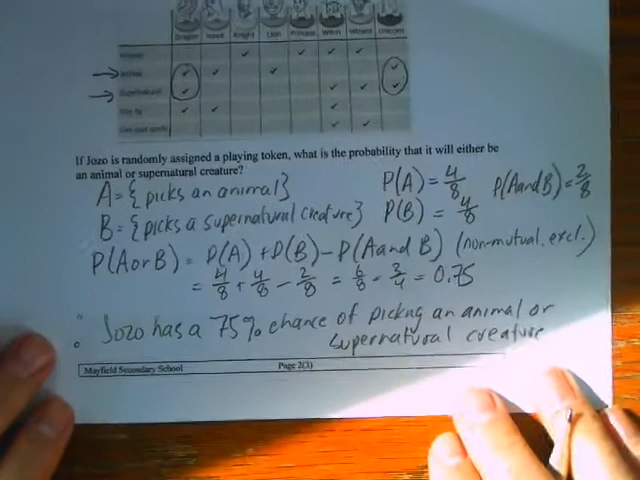 Dragon Hawk Knight Lion Princess Witch Wizard Unicorn
Animal
Supernatural
If Jozo is randomly assigned a playing token, what is the probability that it will either be
an animal or supernatural creature?
A = { picks an animal} P(A) = 4/8 P(A and B) = 2/8
B = { picks a supernatural creature} P(B) = 4/8
P(A or B) = P(A) + P(B) - P(A and B) (non-mutual. excl.)
= 4/8 + 4/8 - 2/8 = 6/8 = 3/4 = 0.75
Jozo has a 75% chance of picking an animal or
supernatural creature
Mayfield Secondary School Page 2(3)